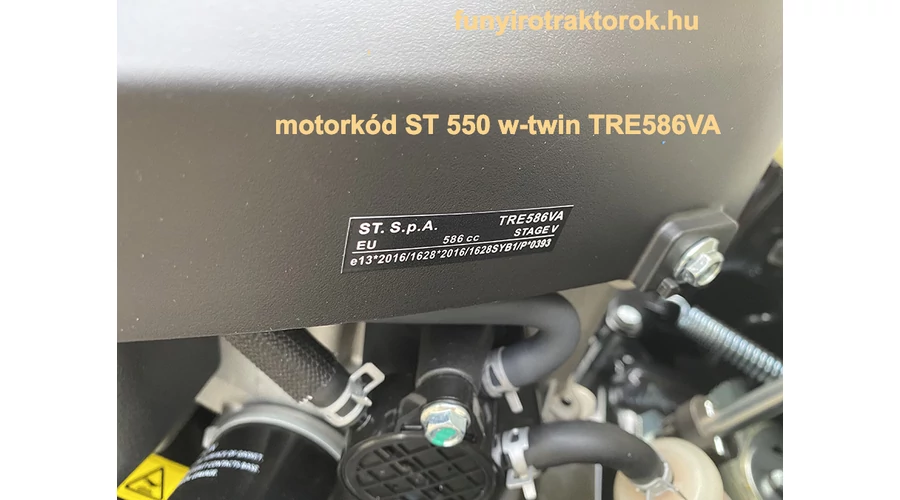 funyirotraktorok.hu
motorkód ST 550 w-twin TRE586VA
ST. S.p.A. TRE586VA
EU 586 cc STAGE V
e13*2016/1628*2016/1628SYB1/P*0393